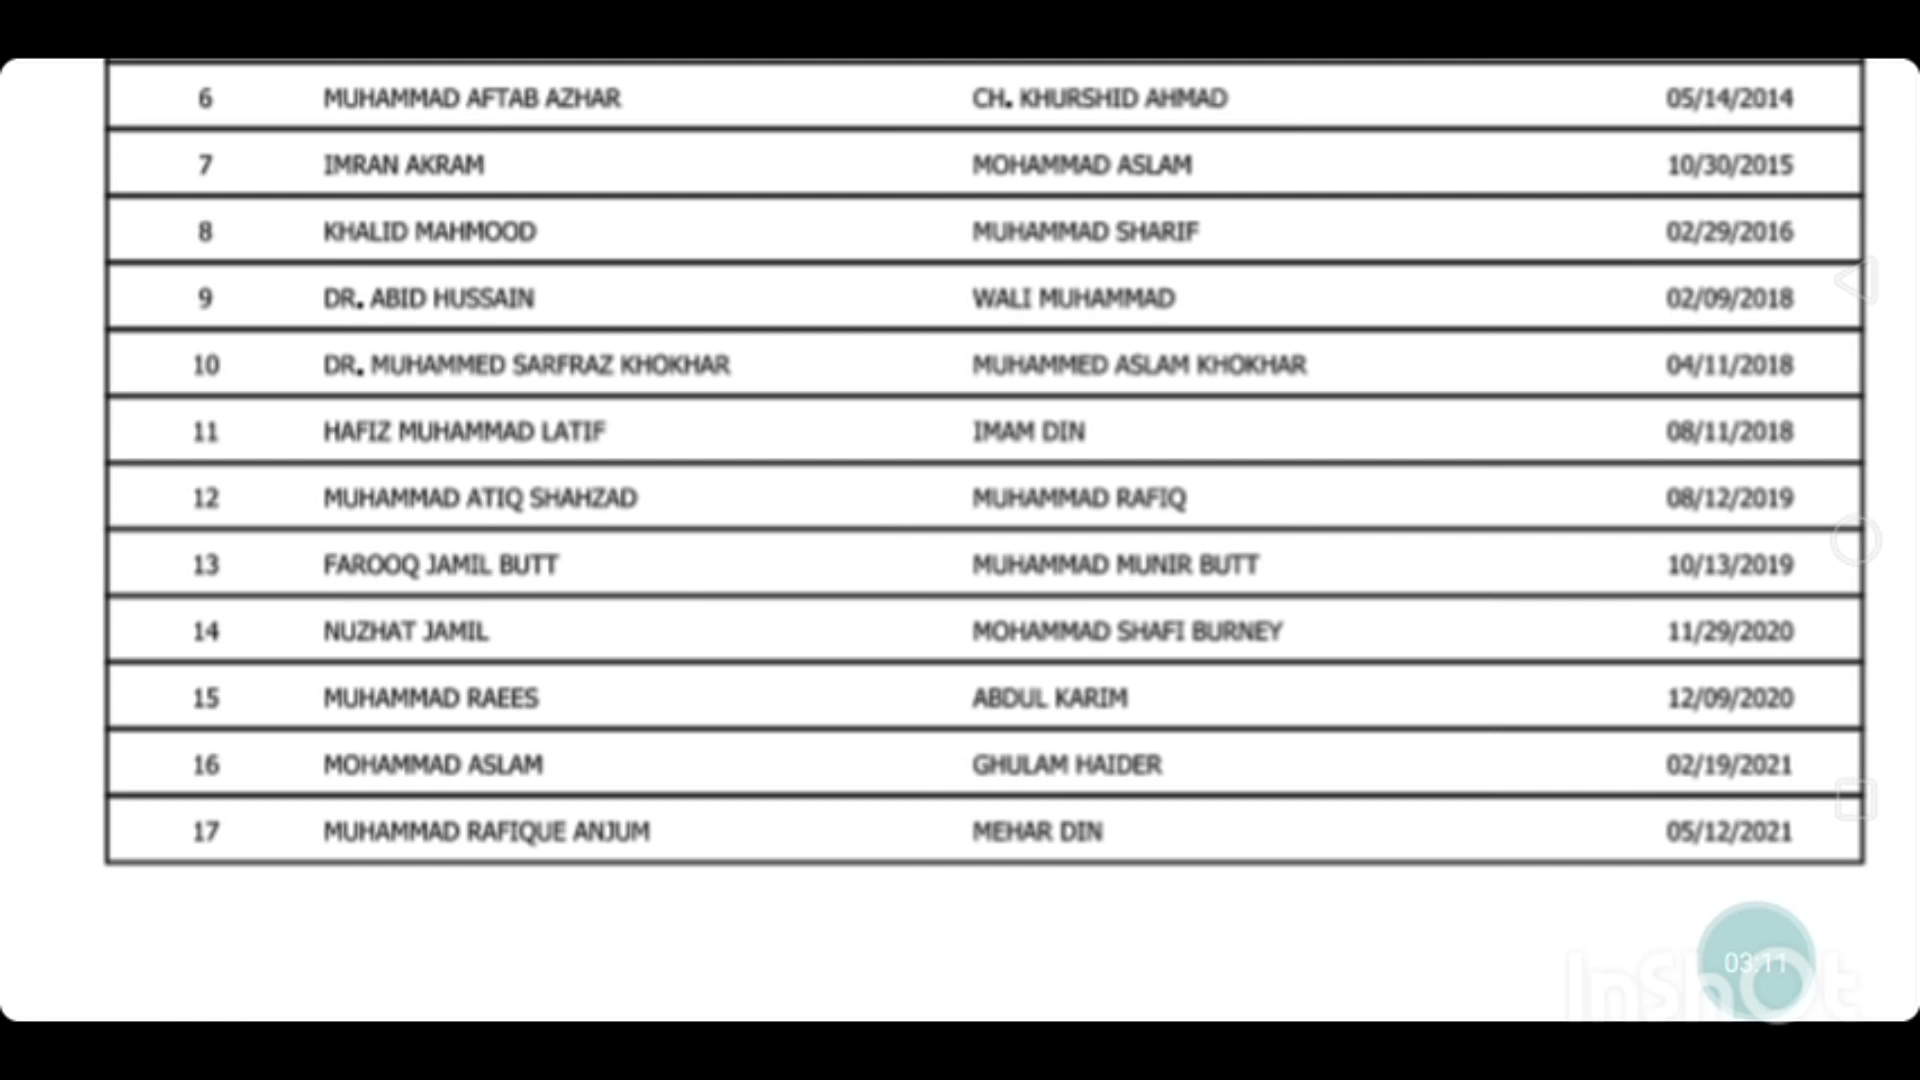 6 MUHAMMAD AFTAB AZHAR CH. KHURSHID AHMAD 05/14/2014
7 IMRAN AKRAM MOHAMMAD ASLAM 10/30/2015
8 KHALID MAHMOOD MUHAMMAD SHARIF 02/29/2016
9 DR. ABID HUSSAIN WALI MUHAMMAD 02/09/2018
10 DR. MUHAMMED SARFRAZ KHOKHAR MUHAMMED ASLAM KHOKHAR 04/11/2018
11 HAFIZ MUHAMMAD LATIF IMAM DIN 08/11/2018
12 MUHAMMAD ATIQ SHAHZAD MUHAMMAD RAFIQ 08/12/2019
13 FAROOQ JAMIL BUTT MUHAMMAD MUNIR BUTT 10/13/2019
14 NUZHAT JAMIL MOHAMMAD SHAFI BURNEY 11/29/2020
15 MUHAMMAD RAEES ABDUL KARIM 12/09/2020
16 MOHAMMAD ASLAM GHULAM HAIDER 02/19/2021
17 MUHAMMAD RAFIQUE ANJUM MEHAR DIN 05/12/2021
03:11
InShOt